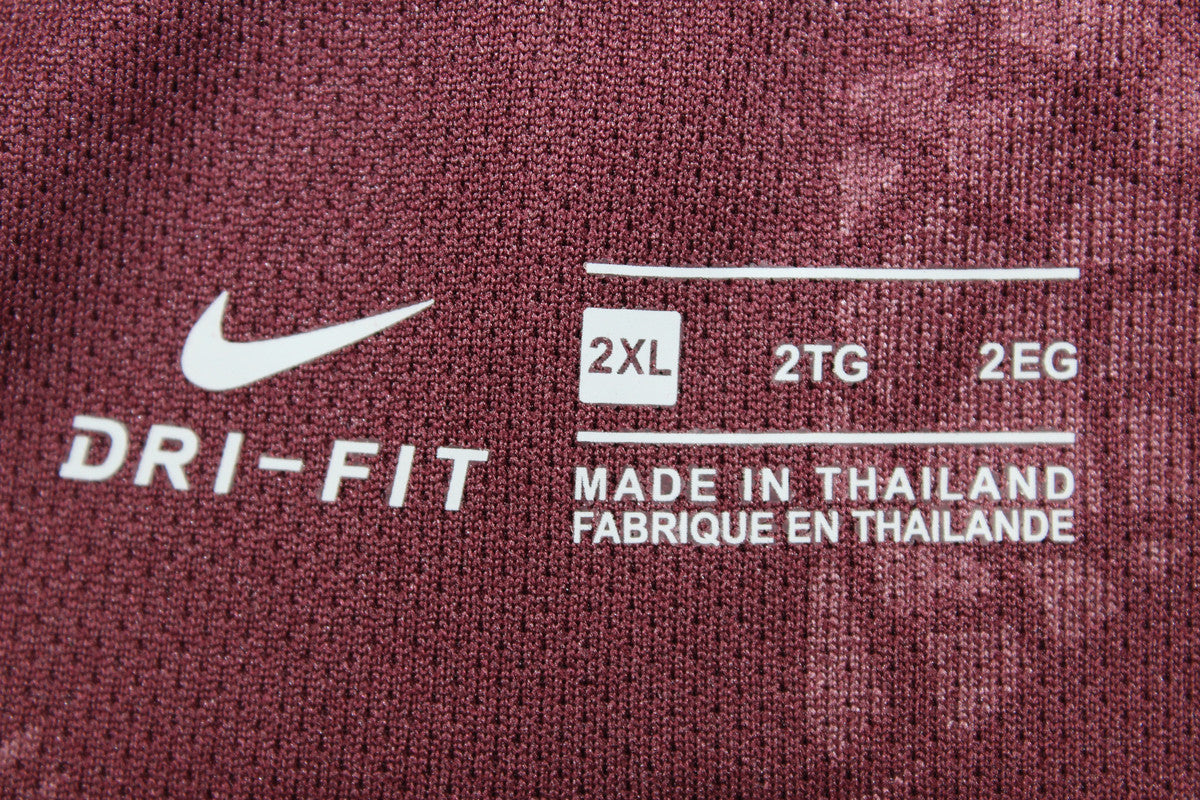 DRI-FIT
2XL 2TG 2EG
MADE IN THAILAND
FABRIQUE EN THAILANDE